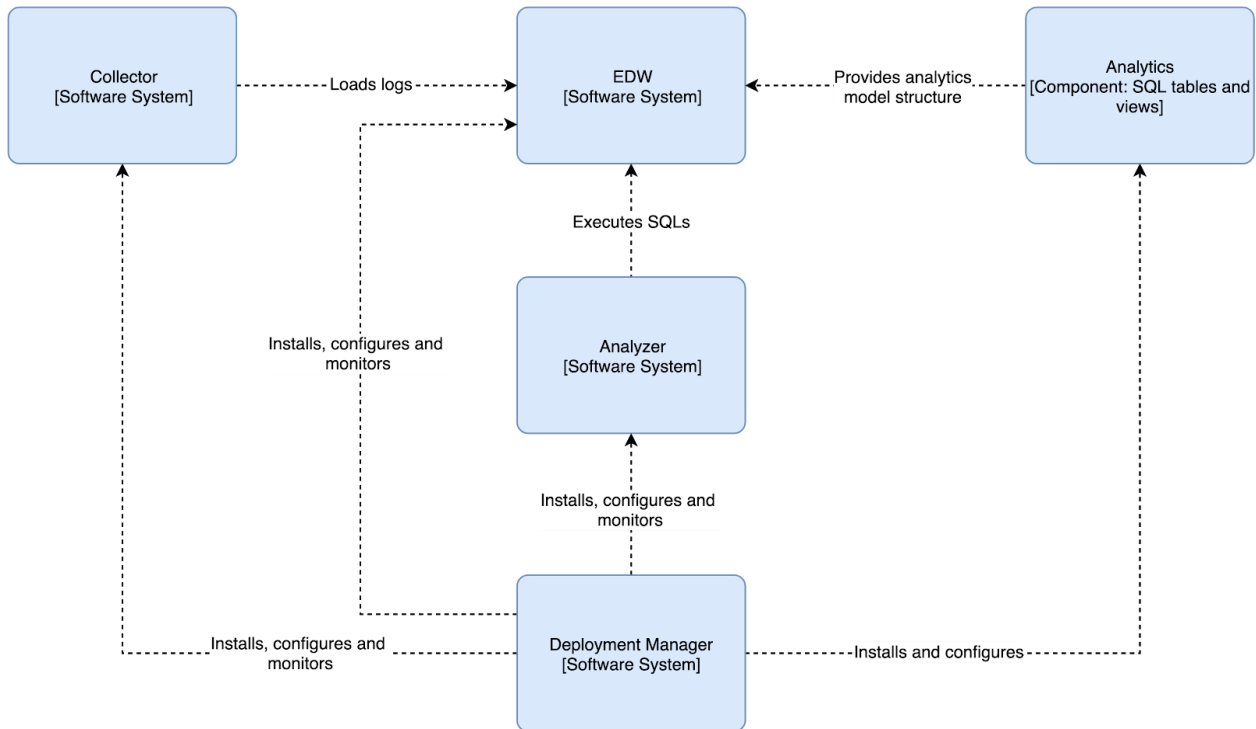 Collector
[Software System]
Loads logs
EDW
[Software System]
Provides analytics
model structure
Analytics
[Component: SQL tables and
views]
Executes SQLs
Installs, configures and
monitors
Analyzer
[Software System]
Installs, configures and
monitors
Installs, configures and
monitors
Deployment Manager
[Software System]
Installs and configures